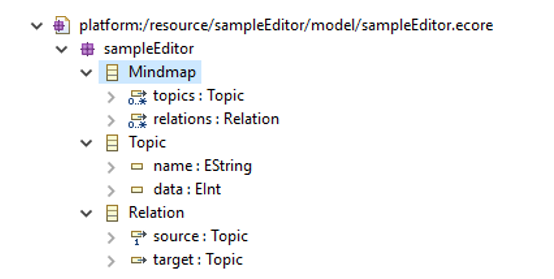 platform:/resource/sampleEditor/model/sampleEditor.ecore
sampleEditor
Mindmap
0..* topics : Topic
0..* relations : Relation
Topic
name : EString
data : EInt
Relation
1 source : Topic
target : Topic